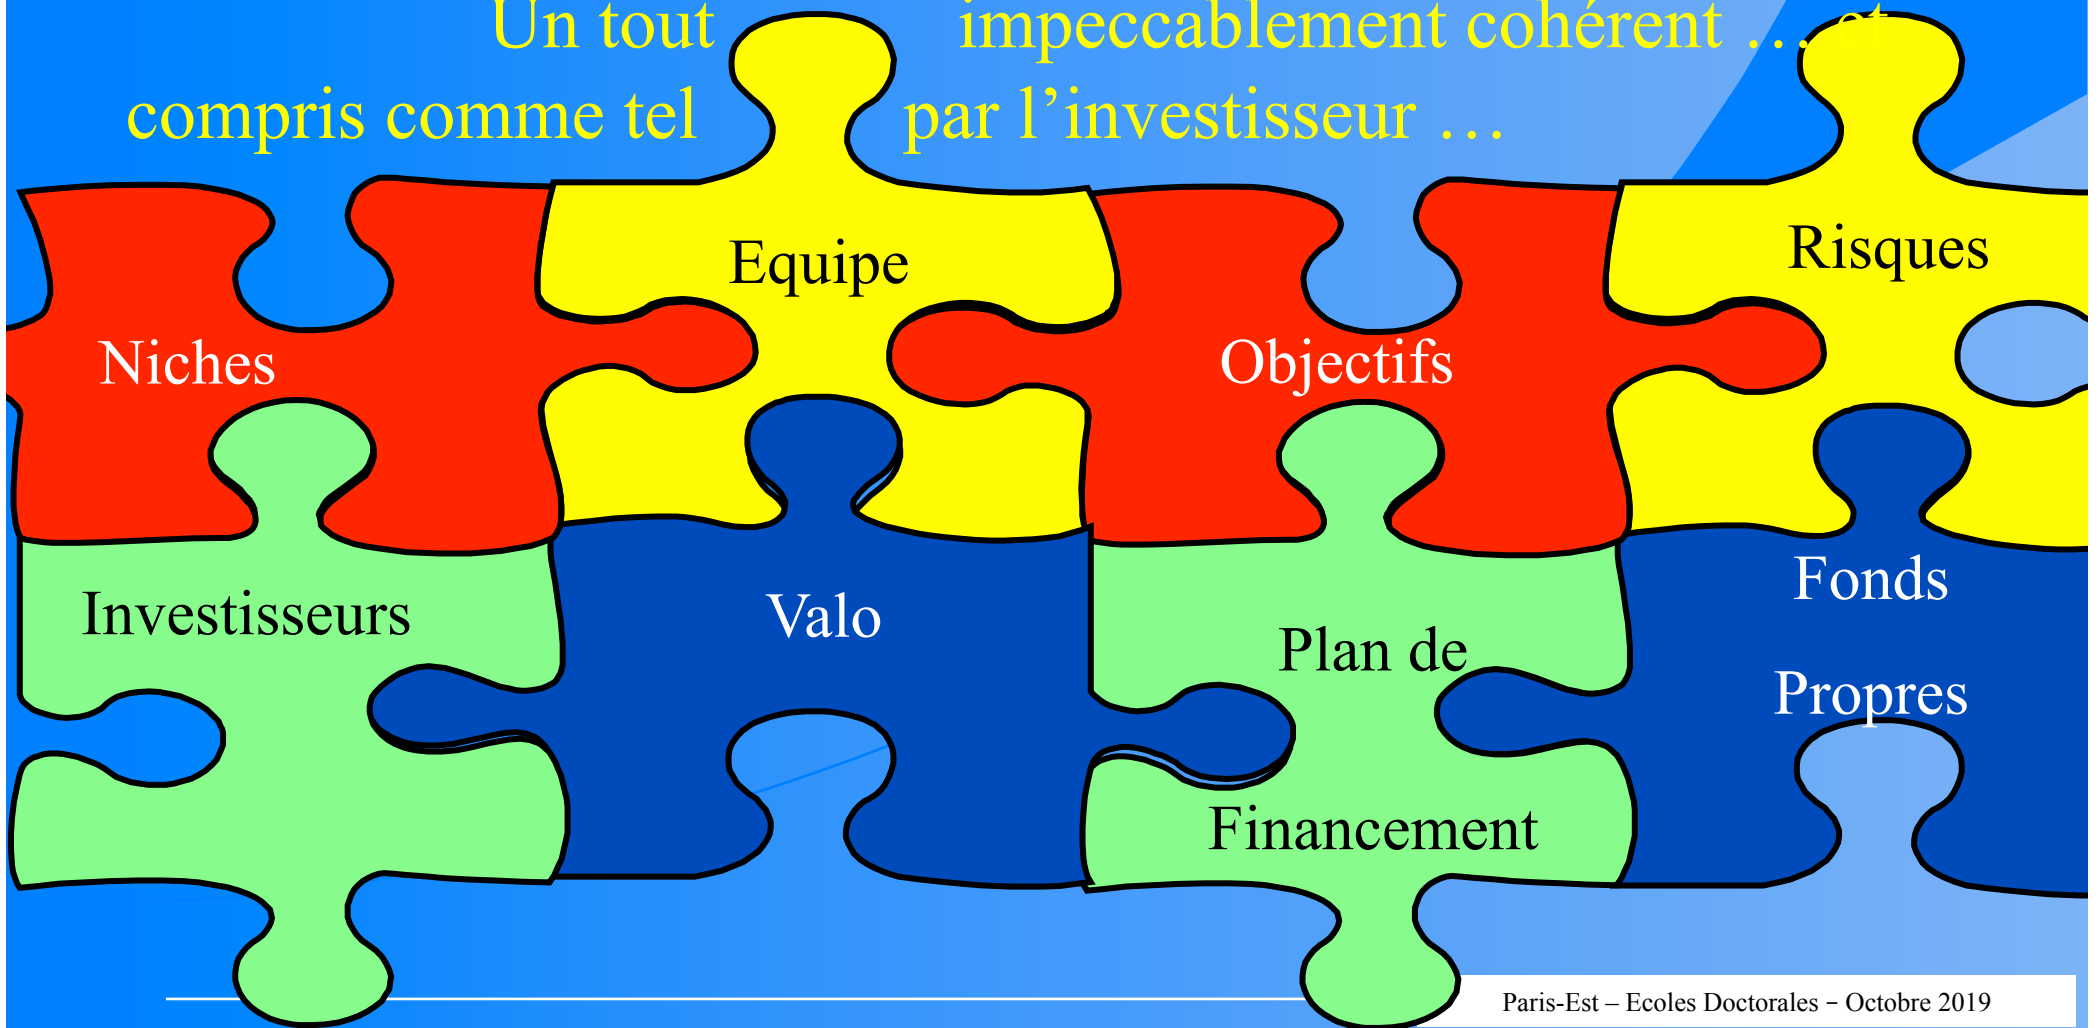 Un tout impeccablement cohérent … et
compris comme tel par l’investisseur …
Equipe
Risques
Niches
Objectifs
Investisseurs
Valo
Plan de
Financement
Fonds
Propres
Paris-Est – Ecoles Doctorales – Octobre 2019